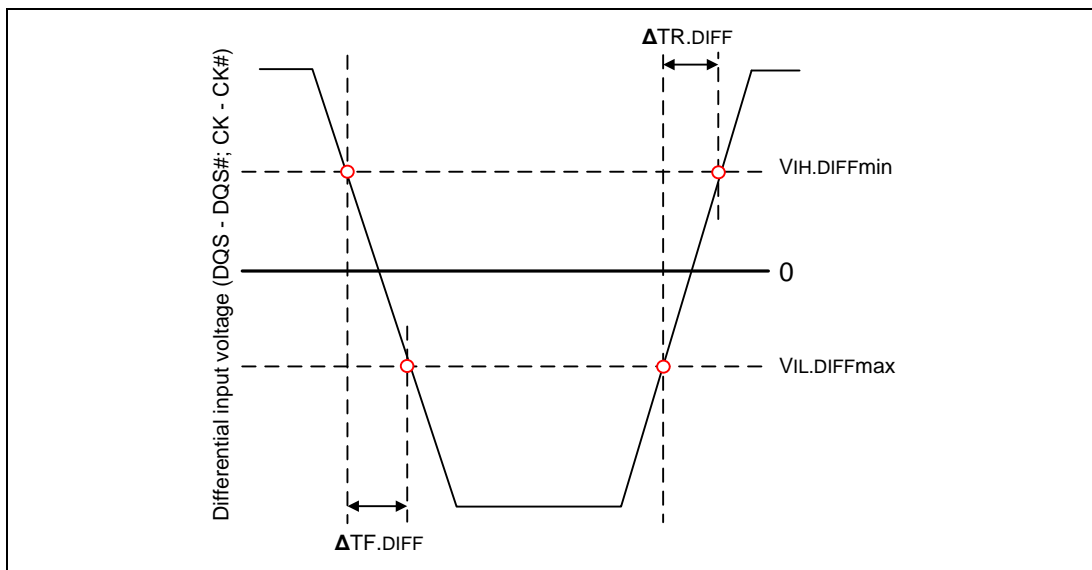 ΔTR.DIFF
Differential input voltage (DQS - DQS#; CK - CK#)
VIH.DIFFmin
0
VIL.DIFFmax
ΔTF.DIFF